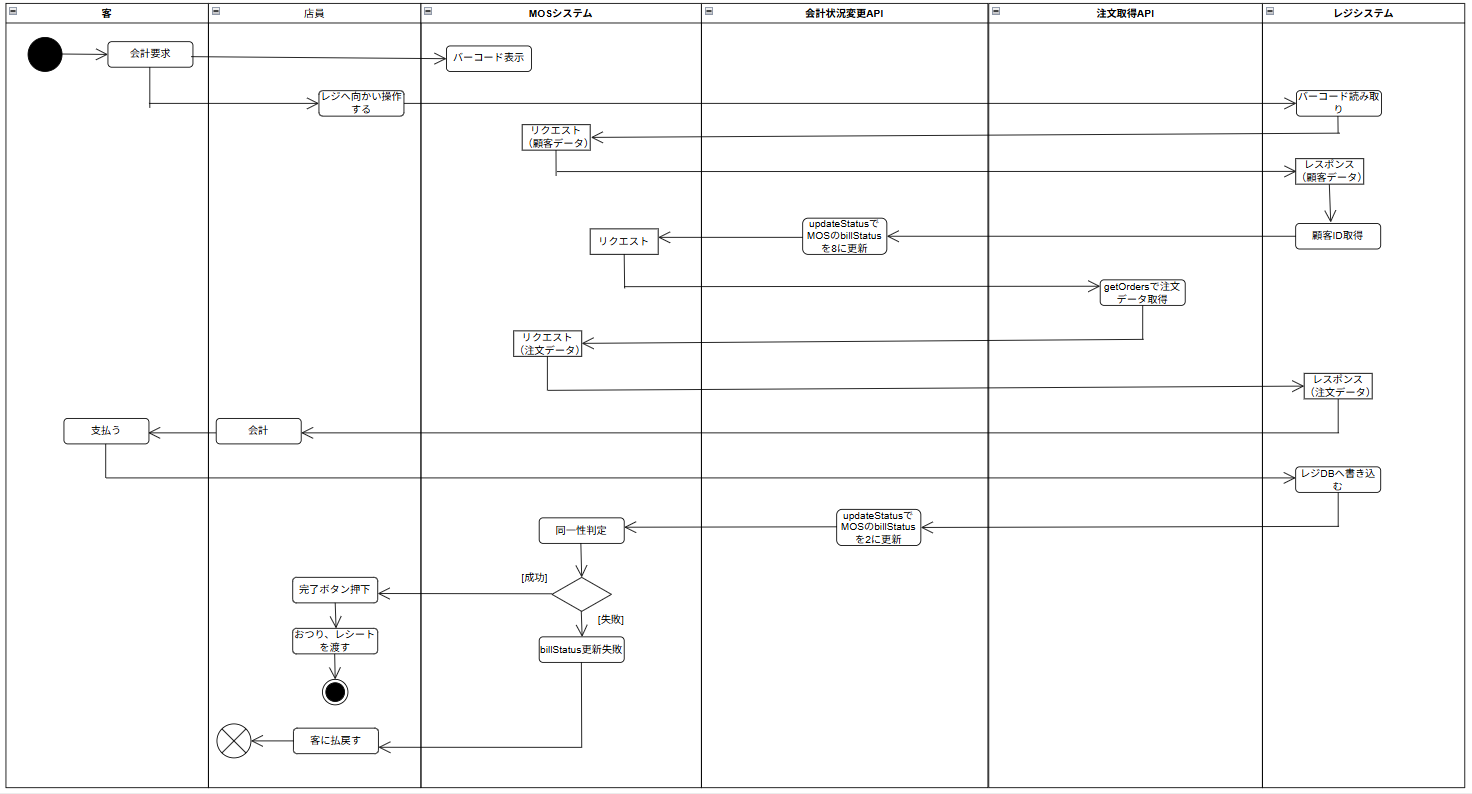 客
店員
MOSシステム
会計状況変更API
注文取得API
レジシステム
会計要求
バーコード表示
レジへ向かい操作
する
バーコード読み取
り
リクエスト
（顧客データ）
レスポンス
（顧客データ）
updateStatusで
MOSのbillStatus
を8に更新
リクエスト
顧客ID取得
getOrdersで注文
データ取得
リクエスト
（注文データ）
レスポンス
（注文データ）
支払う
会計
レジDBへ書き込
む
updateStatusで
MOSのbillStatus
を2に更新
同一性判定
[成功]
完了ボタン押下
[失敗]
おつり、レシート
を渡す
billStatus更新失敗
客に払戻す